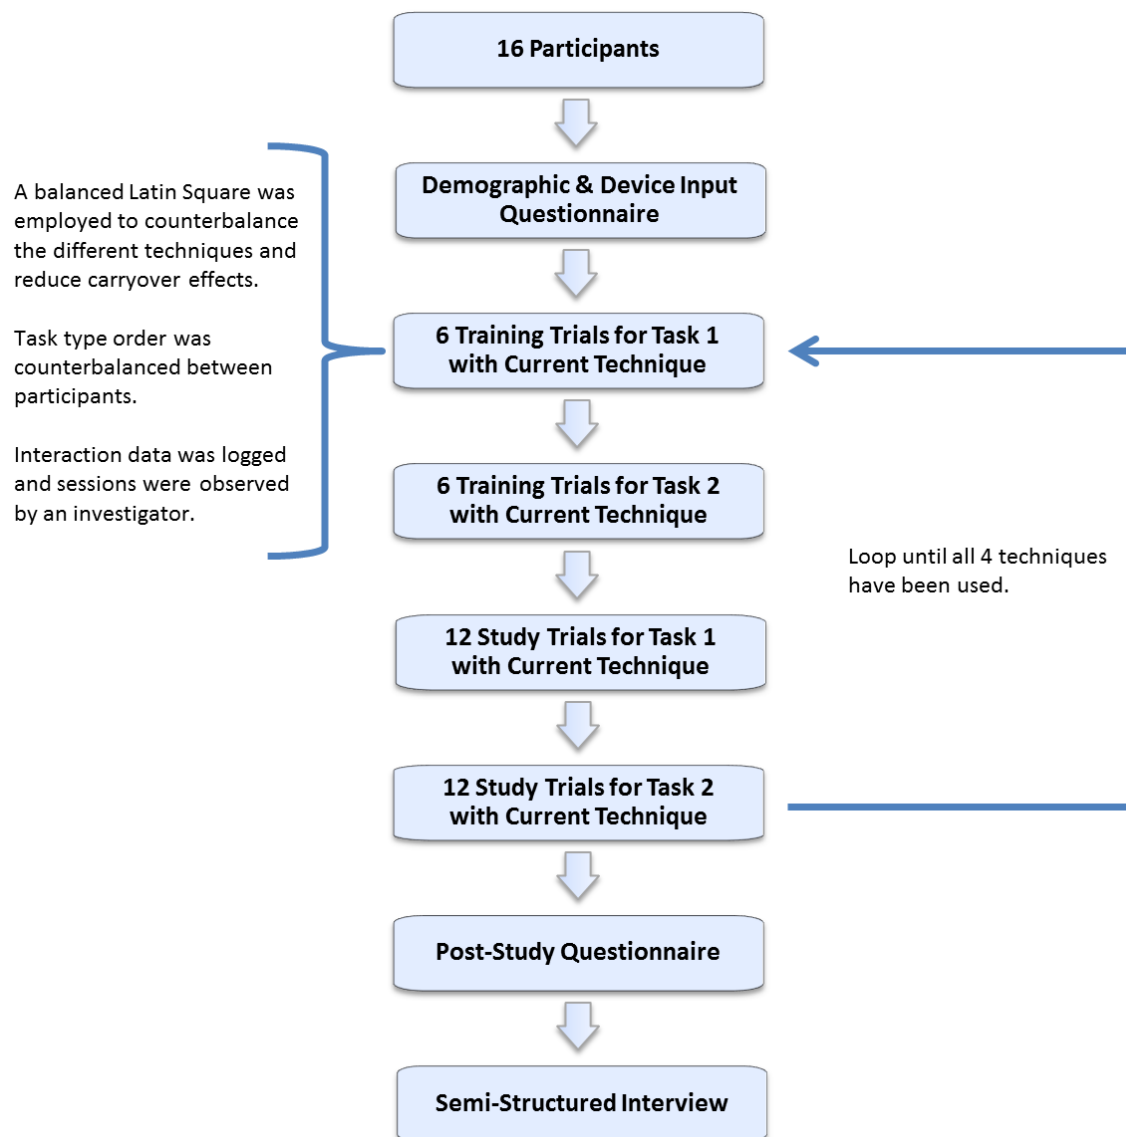 16 Participants
Demographic & Device Input
Questionnaire
A balanced Latin Square was
employed to counterbalance
the different techniques and
reduce carryover effects.
Task type order was
counterbalanced between
participants.
Interaction data was logged
and sessions were observed
by an investigator.
6 Training Trials for Task 1
with Current Technique
6 Training Trials for Task 2
with Current Technique
Loop until all 4 techniques
have been used.
12 Study Trials for Task 1
with Current Technique
12 Study Trials for Task 2
with Current Technique
Post-Study Questionnaire
Semi-Structured Interview